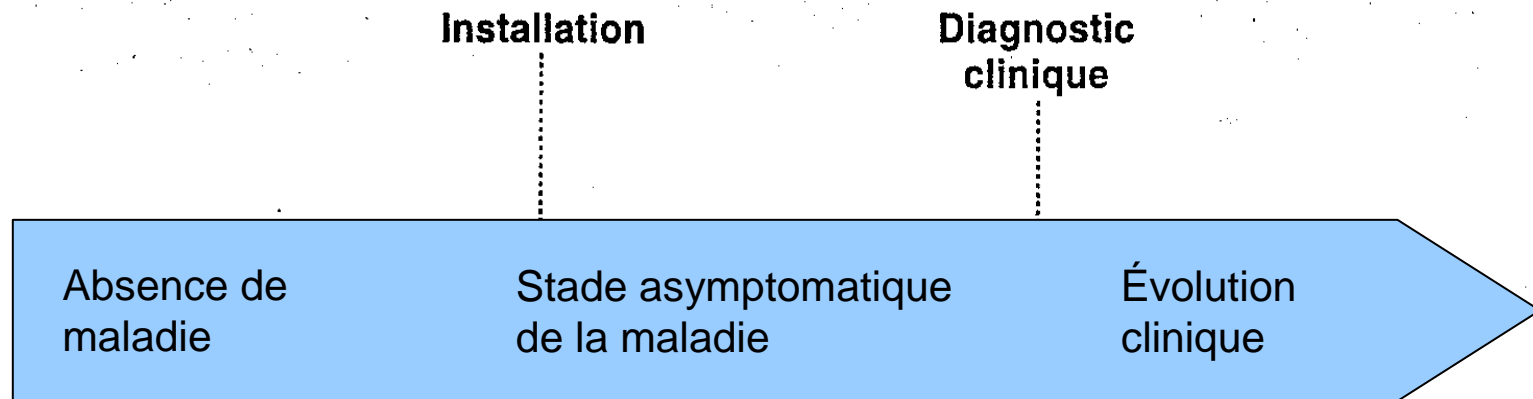 Installation
Diagnostic
clinique
Absence de
maladie
Stade asymptomatique
de la maladie
Évolution
clinique